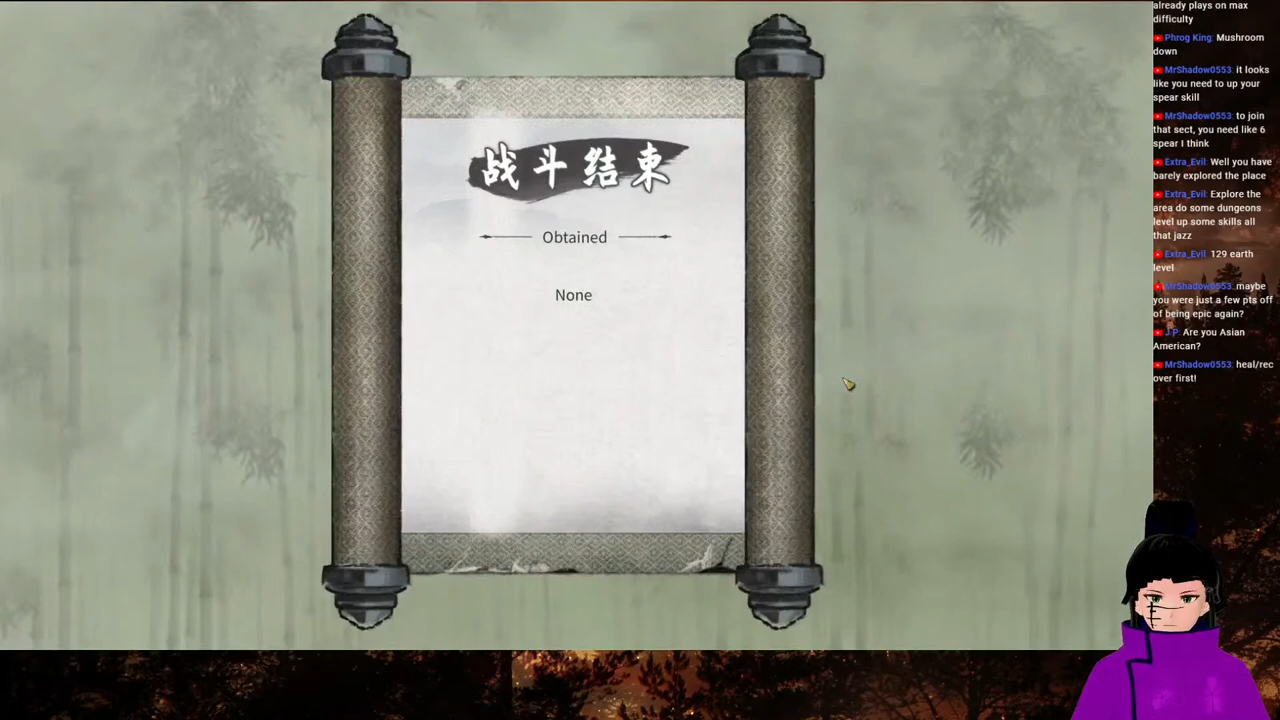 战斗结束
Obtained
None
already plays on max
difficulty
Phrog King: Mushroom
down
MrShadow0553: it looks
like you need to up your
spear skill
MrShadow0553: to join
that sect, you need like 6
spear I think
Extra_Evil: Well you have
barely explored the place
Extra_Evil: Explore the
area do some dungeons
level up some skills all
that jazz
Extra_Evil: 129 earth
level
MrShadow0553: maybe
you were just a few pts off
of being epic again?
J P: Are you Asian
American?
MrShadow0553: heal/rec
over first!